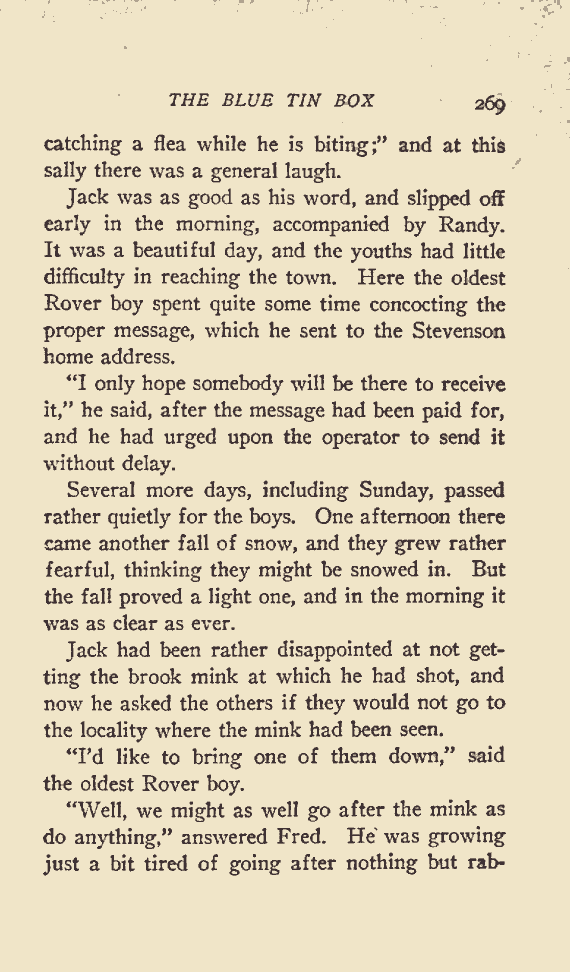 THE BLUE TIN BOX 269
catching a flea while he is biting;” and at this
sally there was a general laugh.
Jack was as good as his word, and slipped off
early in the morning, accompanied by Randy.
It was a beautiful day, and the youths had little
difficulty in reaching the town. Here the oldest
Rover boy spent quite some time concocting the
proper message, which he sent to the Stevenson
home address.
“I only hope somebody will be there to receive
it,” he said, after the message had been paid for,
and he had urged upon the operator to send it
without delay.
Several more days, including Sunday, passed
rather quietly for the boys. One afternoon there
came another fall of snow, and they grew rather
fearful, thinking they might be snowed in. But
the fall proved a light one, and in the morning it
was as clear as ever.
Jack had been rather disappointed at not get-
ting the brook mink at which he had shot, and
now he asked the others if they would not go to
the locality where the mink had been seen.
“I’d like to bring one of them down,” said
the oldest Rover boy.
“Well, we might as well go after the mink as
do anything,” answered Fred. He was growing
just a bit tired of going after nothing but rab-